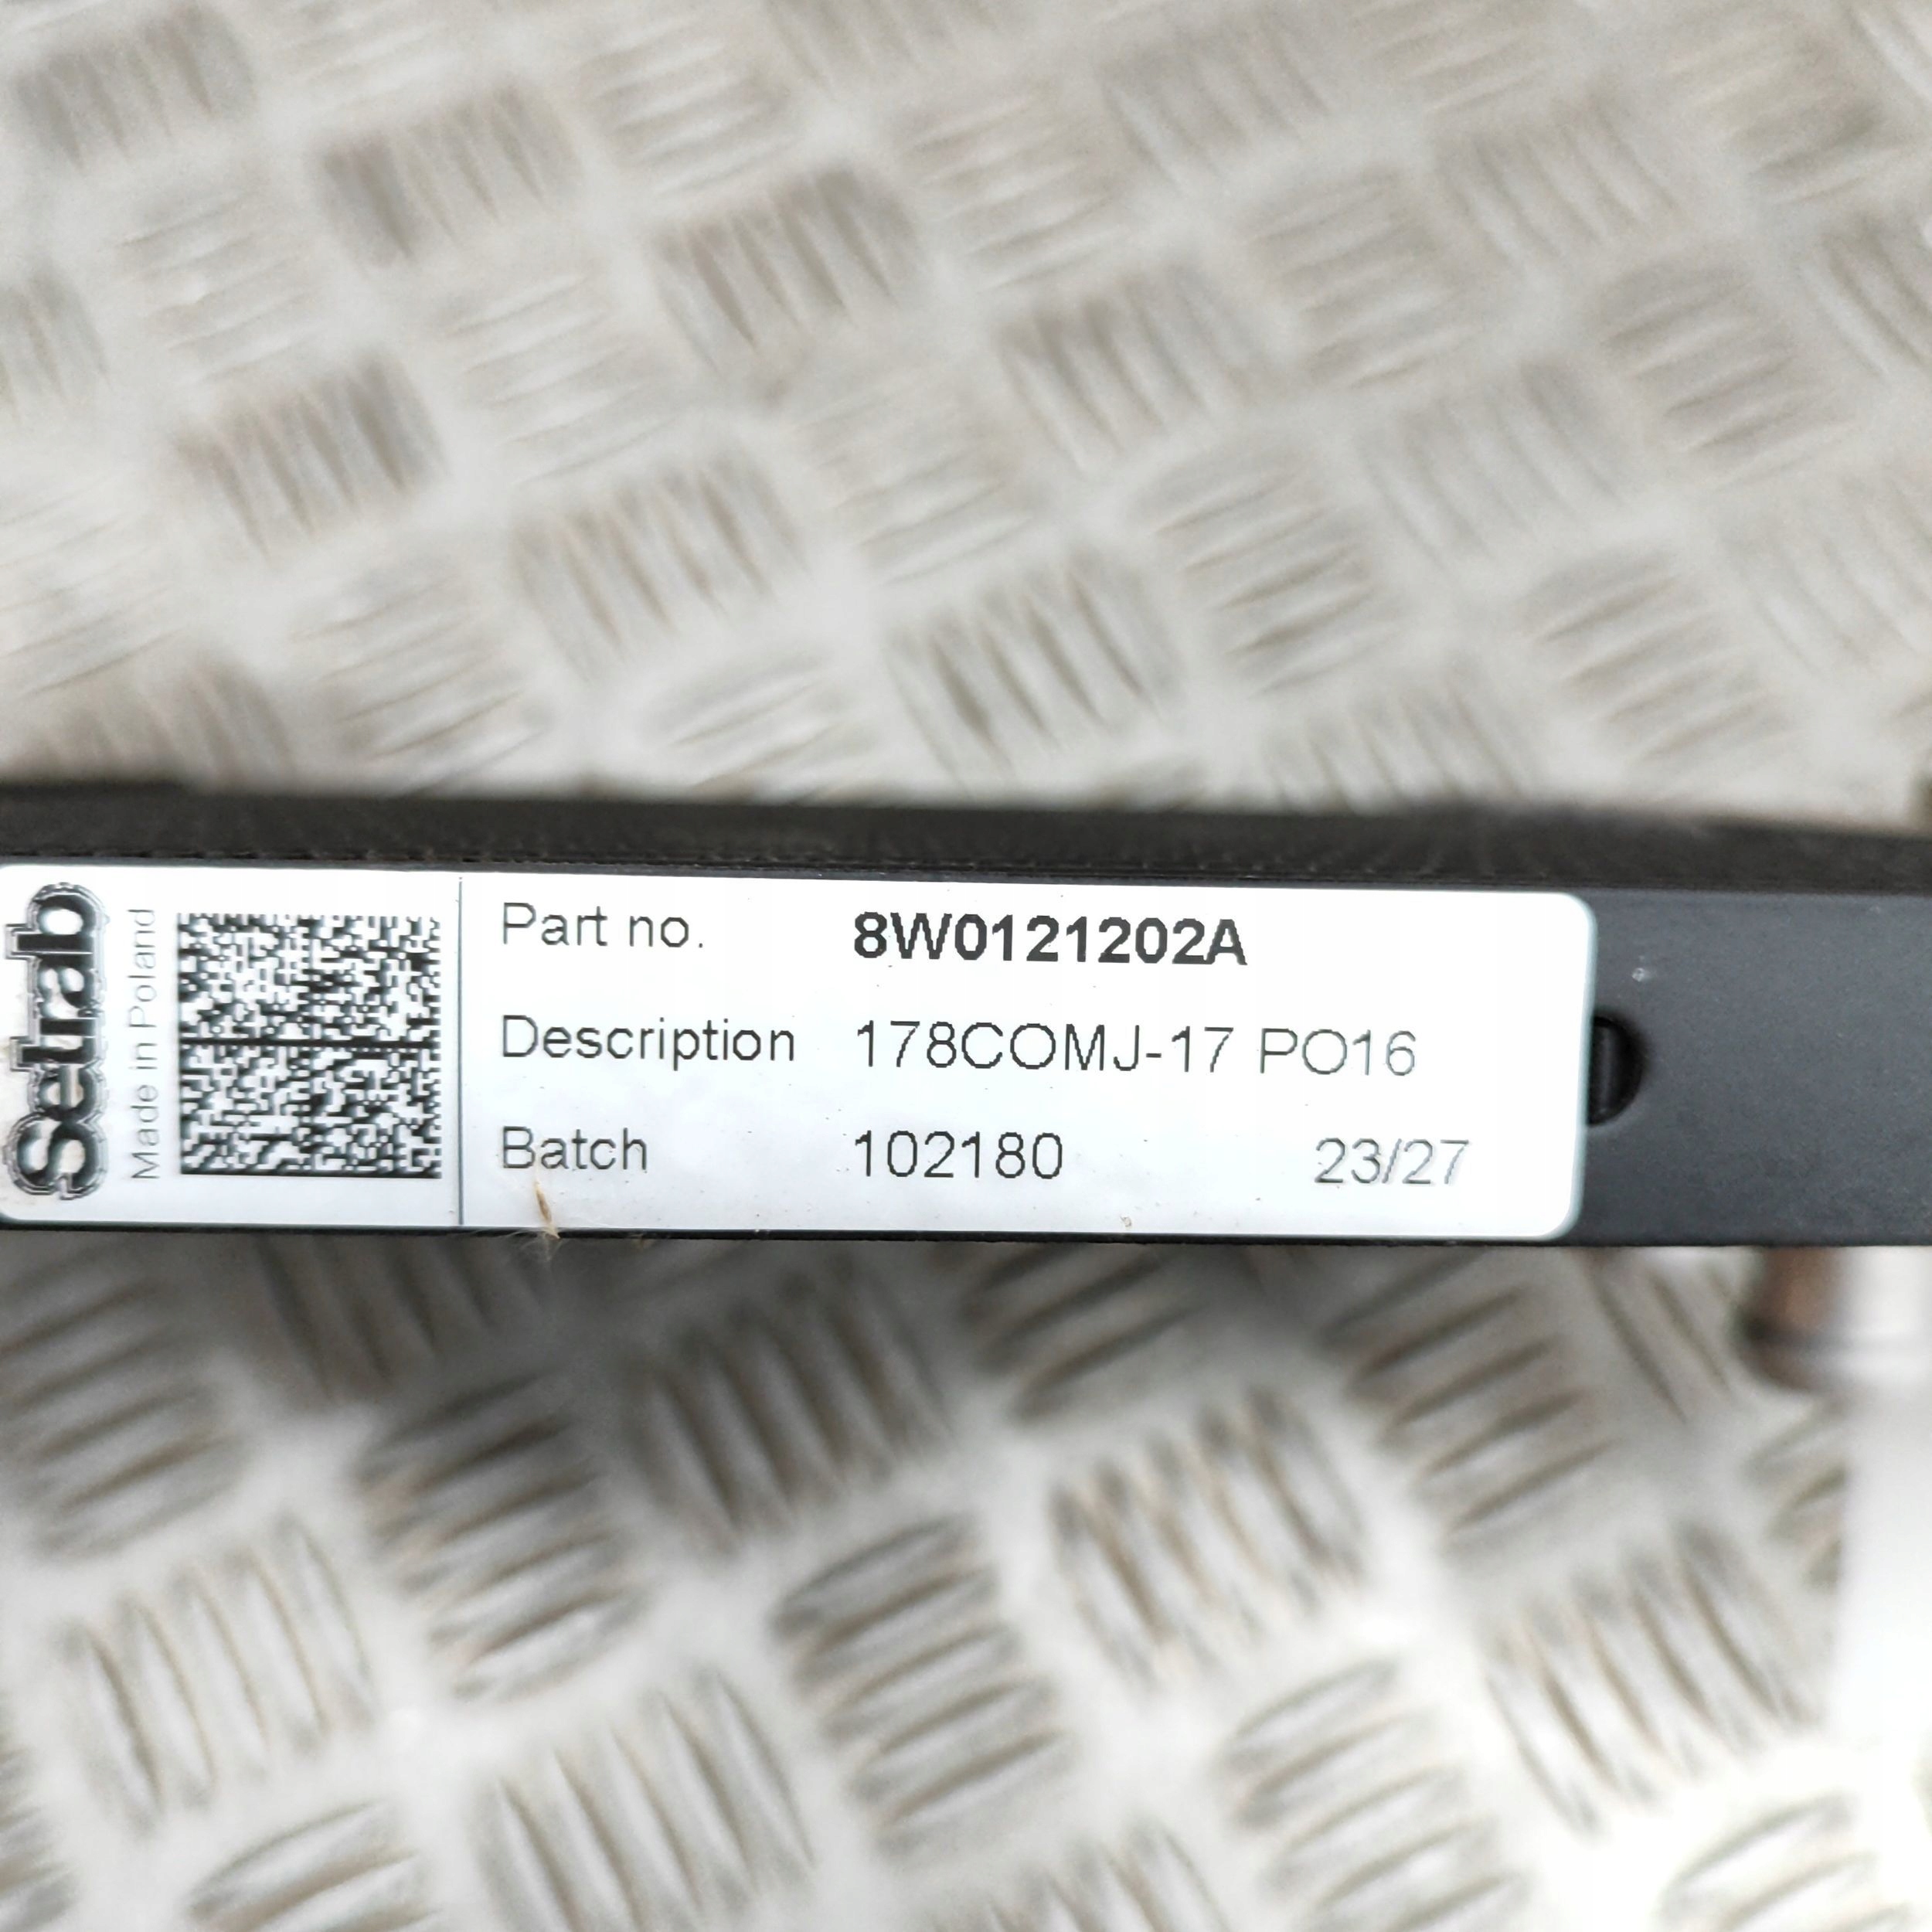 Setrab
Made in Poland
Part no. 8W0121202A
Description 178COMJ-17 PO16
Batch 102180 23/27